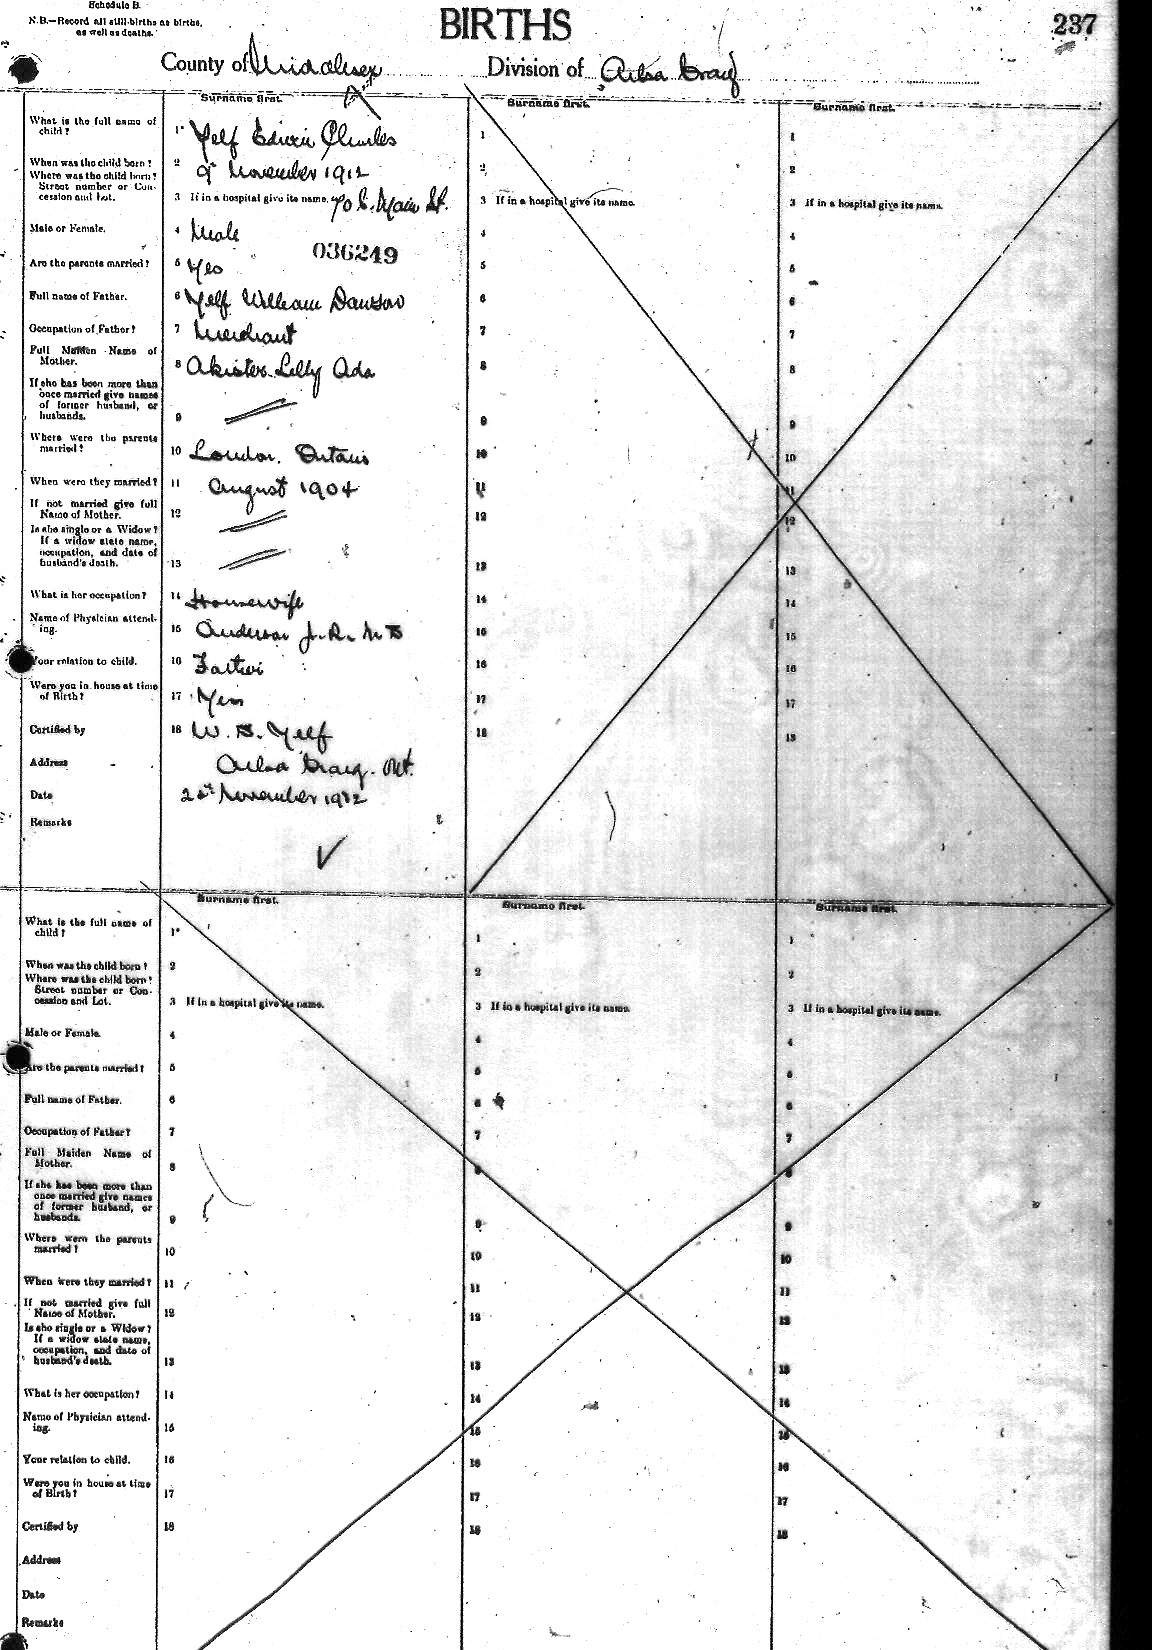 Schedule B.
N.B.—Record all still-births as births,
as well as deaths.
BIRTHS
237
County of Middlesex
Division of Ailsa Craig
Surname first.
Surname first.
Surname first.
What is the full name of
child?
1 Yelf Edwin Charles
1
1
When was the child born?
2 9th November 1912
2
2
Where was the child born?
Street number or Con-
cession and Lot.
3 If in a hospital give its name. Main St.
3 If in a hospital give its name.
3 If in a hospital give its name.
Male or Female.
4 Male
4
4
036249
Are the parents married?
5 Yes
5
5
Full name of Father.
6 Yelf William Dawson
6
6
Occupation of Father?
7 Merchant
7
7
Full Maiden Name of
Mother.
8 Akister Lilly Ada
8
8
If she has been more than
once married give names
of former husband, or
husbands.
9
9
9
Where were the parents
married?
10 London. Ontario
10
10
When were they married?
11 August 1904
11
11
If not married give full
Name of Mother.
12
12
12
Is she single or a Widow?
If a widow state name,
occupation, and date of
husband's death.
13
13
13
What is her occupation?
14 Housewife
14
14
Name of Physician attend-
ing.
15 Anderson J. R. M B
15
15
Your relation to child.
16 Father
16
16
Were you in house at time
of Birth?
17 Yes
17
17
Certified by
18 W. D. Yelf
18
18
Address
Ailsa Craig. Ont.
Date
November 1912
Remarks
Surname first.
Surname first.
Surname first.
What is the full name of
child?
1
1
1
When was the child born?
2
2
2
Where was the child born?
Street number or Con-
cession and Lot.
3 If in a hospital give its name.
3 If in a hospital give its name.
3 If in a hospital give its name.
Male or Female.
4
4
4
Are the parents married?
5
5
5
Full name of Father.
6
6
6
Occupation of Father?
7
7
7
Full Maiden Name of
Mother.
8
8
8
If she has been more than
once married give names
of former husband, or
husbands.
9
9
9
Where were the parents
married?
10
10
10
When were they married?
11
11
11
If not married give full
Name of Mother.
12
12
12
Is she single or a Widow?
If a widow state name,
occupation, and date of
husband's death.
13
13
13
What is her occupation?
14
14
14
Name of Physician attend-
ing.
15
15
15
Your relation to child.
16
16
16
Were you in house at time
of Birth?
17
17
17
Certified by
18
18
18
Address
Date
Remarks